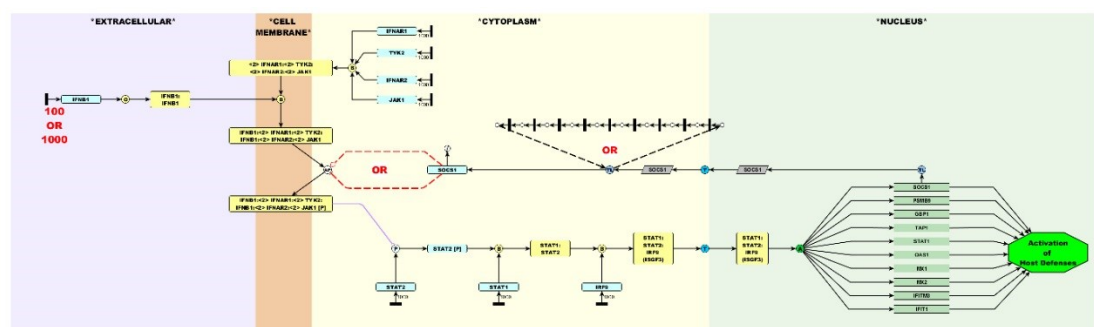 *EXTRACELLULAR*
*CELL
MEMBRANE*
*CYTOPLASM*
*NUCLEUS*
IFNAR1
TYK2
IFNAR2
JAK1
<2> IFNAR1:<2> TYK2:
<2> IFNAR2:<2> JAK1
IFNB1
IFNB1:
IFNB1
100
OR
1000
IFNB1:<2> IFNAR1:<2> TYK2:
IFNB1:<2> IFNAR2:<2> JAK1
OR
OR
SOCS1
SOCS1
SOCS1
IFNB1:<2> IFNAR1:<2> TYK2:
IFNB1:<2> IFNAR2:<2> JAK1 [P]
STAT2 [P]
STAT1:
STAT2
STAT1:
STAT2:
IRF9
(ISGF3)
STAT1:
STAT2:
IRF9
(ISGF3)
STAT2
STAT1
IRF9
SOCS1
PSMB9
GBP1
TAP1
STAT1
OAS1
IFITM3
IFIT1
Activation
of
Host Defenses